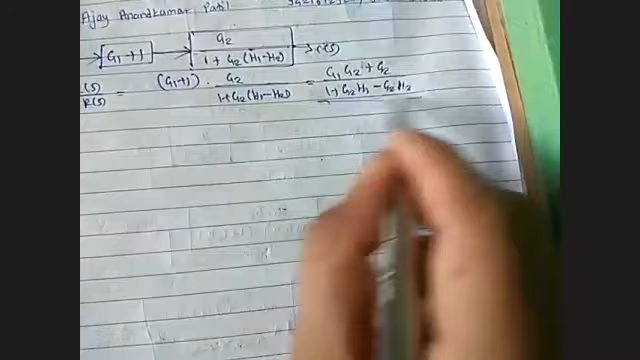 Ajay Anandkumar Patil
G1+1 G2 / 1+G2(H1-H2) C(S)
C(S) / R(S) = (G1+1) · G2 / 1+G2(H1-H2) = G1G2+G2 / 1+G2H1-G2H2